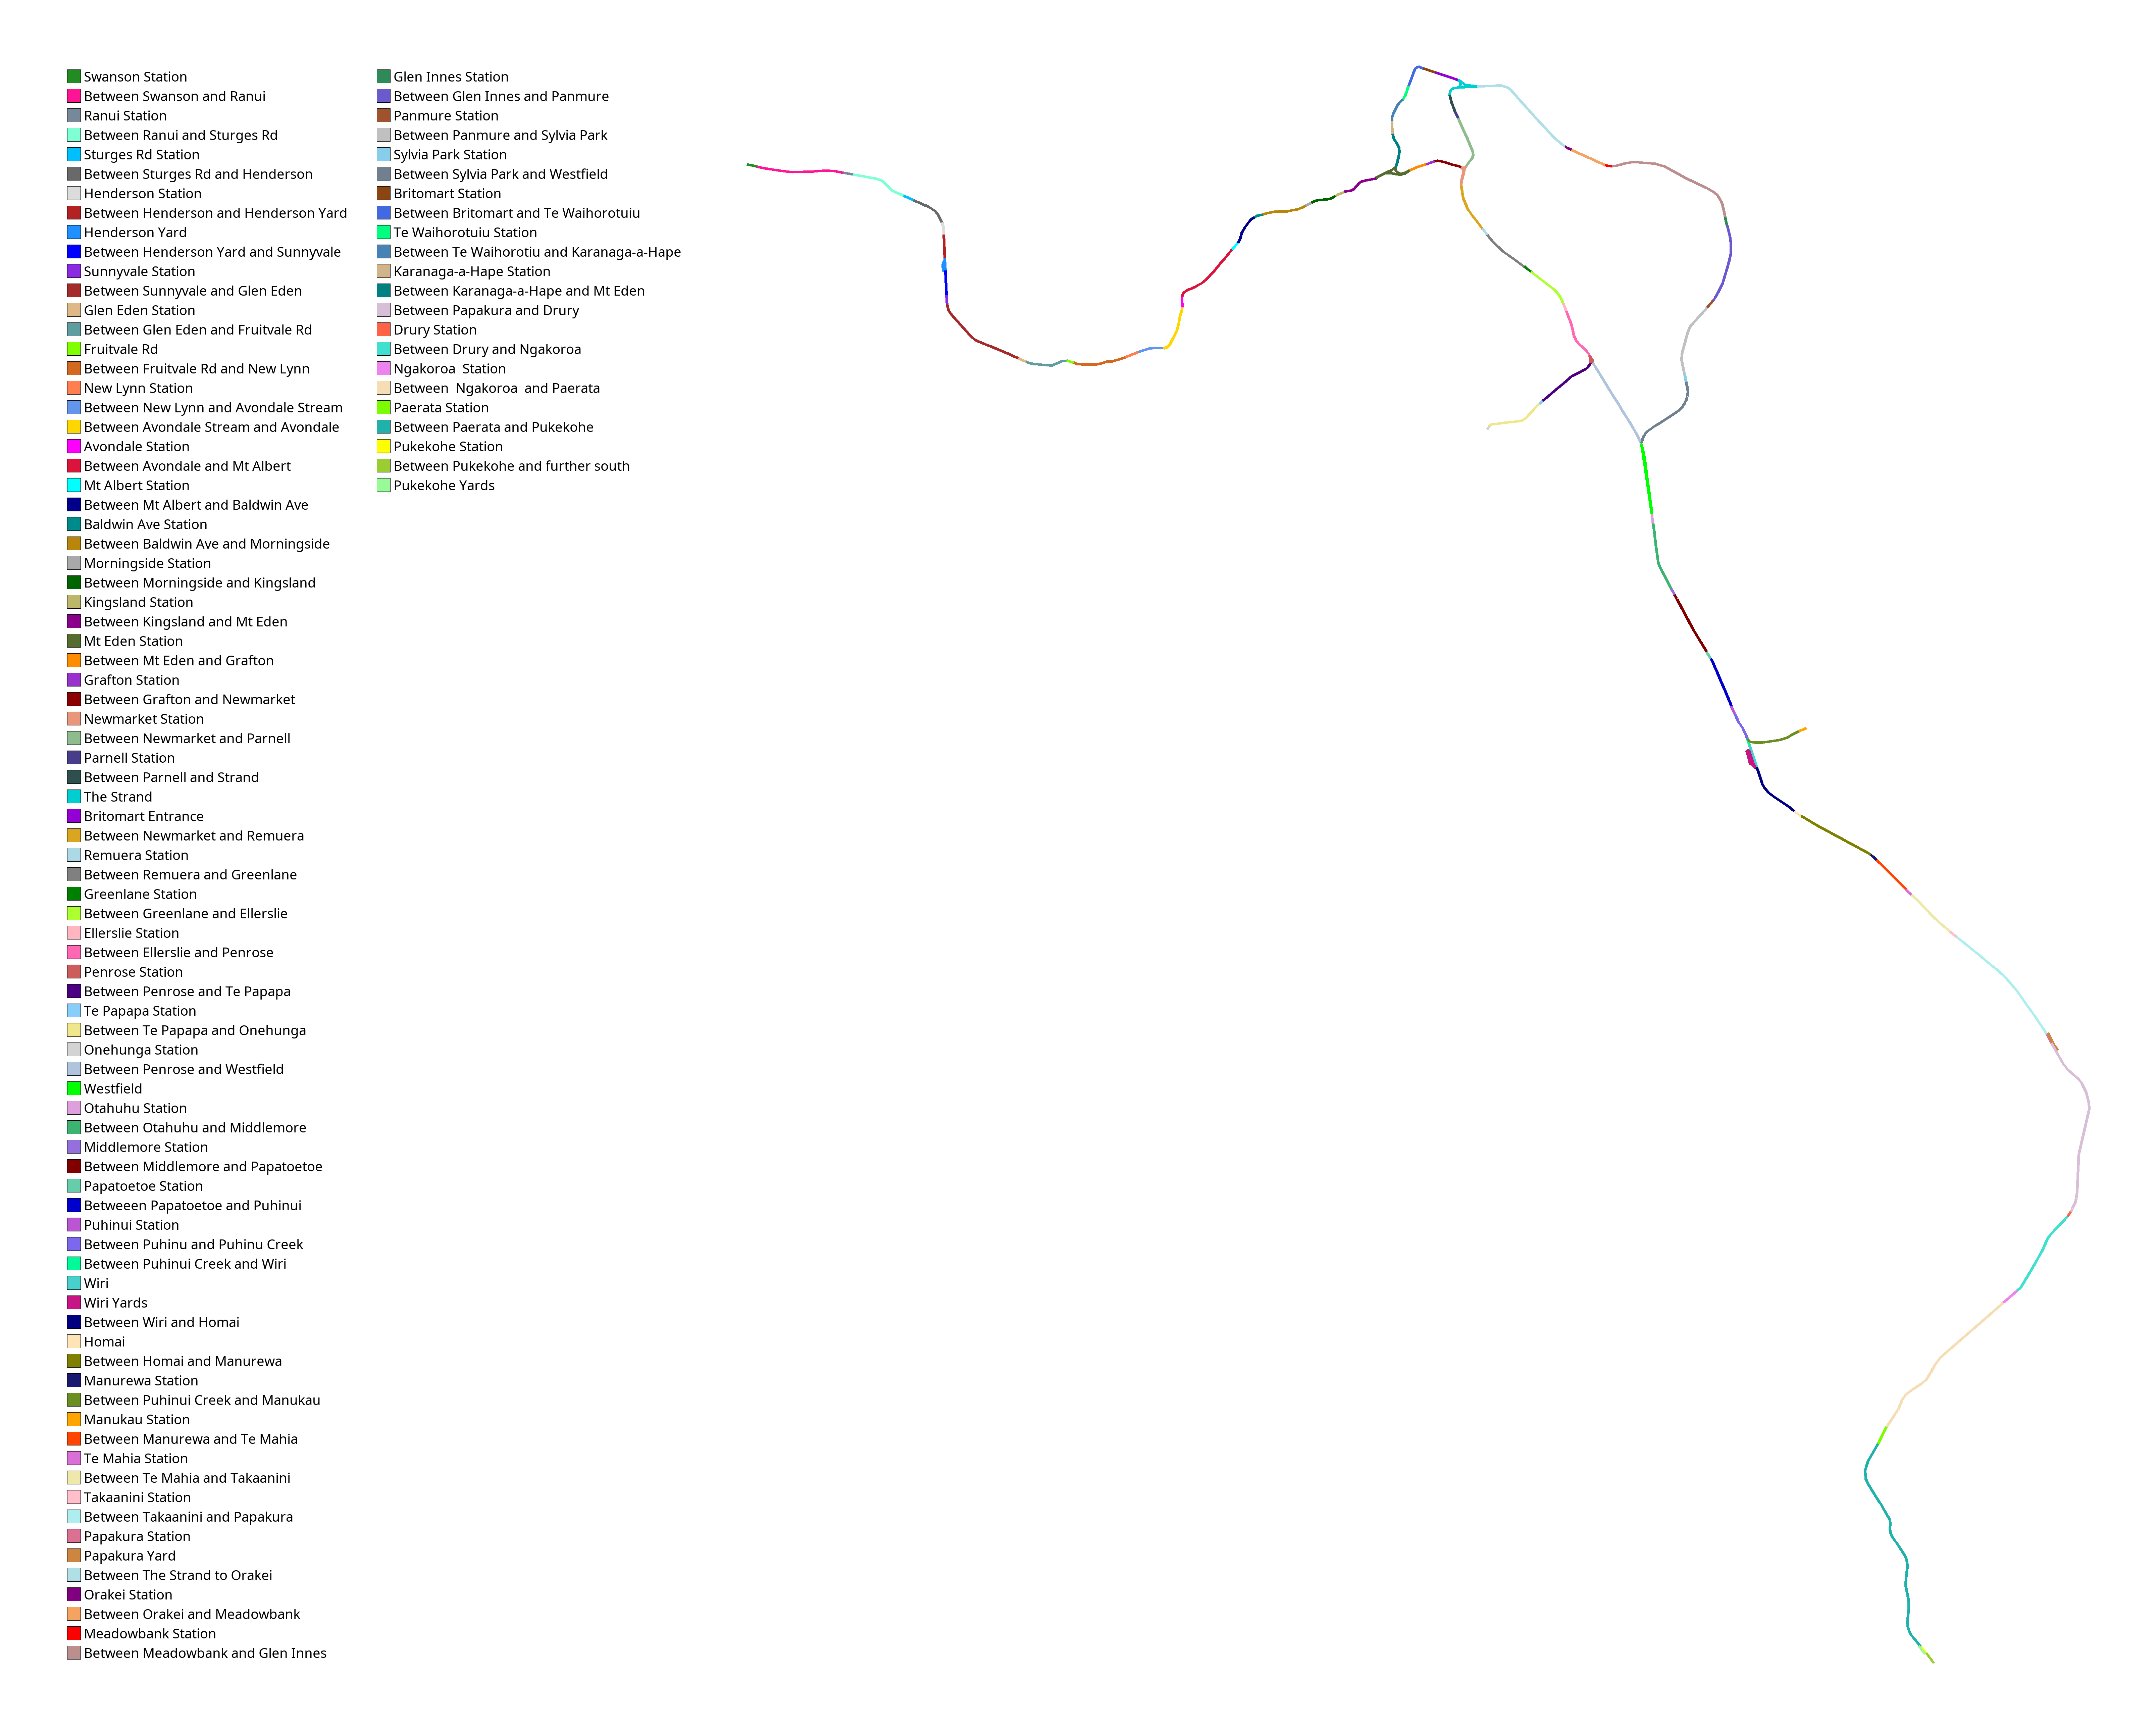 Swanson Station
Between Swanson and Ranui
Ranui Station
Between Ranui and Sturges Rd
Sturges Rd Station
Between Sturges Rd and Henderson
Henderson Station
Between Henderson and Henderson Yard
Henderson Yard
Between Henderson Yard and Sunnyvale
Sunnyvale Station
Between Sunnyvale and Glen Eden
Glen Eden Station
Between Glen Eden and Fruitvale Rd
Fruitvale Rd
Between Fruitvale Rd and New Lynn
New Lynn Station
Between New Lynn and Avondale Stream
Between Avondale Stream and Avondale
Avondale Station
Between Avondale and Mt Albert
Mt Albert Station
Between Mt Albert and Baldwin Ave
Baldwin Ave Station
Between Baldwin Ave and Morningside
Morningside Station
Between Morningside and Kingsland
Kingsland Station
Between Kingsland and Mt Eden
Mt Eden Station
Between Mt Eden and Grafton
Grafton Station
Between Grafton and Newmarket
Newmarket Station
Between Newmarket and Parnell
Parnell Station
Between Parnell and Strand
The Strand
Britomart Entrance
Between Newmarket and Remuera
Remuera Station
Between Remuera and Greenlane
Greenlane Station
Between Greenlane and Ellerslie
Ellerslie Station
Between Ellerslie and Penrose
Penrose Station
Between Penrose and Te Papapa
Te Papapa Station
Between Te Papapa and Onehunga
Onehunga Station
Between Penrose and Westfield
Westfield
Otahuhu Station
Between Otahuhu and Middlemore
Middlemore Station
Between Middlemore and Papatoetoe
Papatoetoe Station
Betweeen Papatoetoe and Puhinui
Puhinui Station
Between Puhinu and Puhinu Creek
Between Puhinui Creek and Wiri
Wiri
Wiri Yards
Between Wiri and Homai
Homai
Between Homai and Manurewa
Manurewa Station
Between Puhinui Creek and Manukau
Manukau Station
Between Manurewa and Te Mahia
Te Mahia Station
Between Te Mahia and Takaanini
Takaanini Station
Between Takaanini and Papakura
Papakura Station
Papakura Yard
Between The Strand to Orakei
Orakei Station
Between Orakei and Meadowbank
Meadowbank Station
Between Meadowbank and Glen Innes
Glen Innes Station
Between Glen Innes and Panmure
Panmure Station
Between Panmure and Sylvia Park
Sylvia Park Station
Between Sylvia Park and Westfield
Britomart Station
Between Britomart and Te Waihorotuiu
Te Waihorotuiu Station
Between Te Waihorotiu and Karanaga-a-Hape
Karanaga-a-Hape Station
Between Karanaga-a-Hape and Mt Eden
Between Papakura and Drury
Drury Station
Between Drury and Ngakoroa
Ngakoroa  Station
Between  Ngakoroa  and Paerata
Paerata Station
Between Paerata and Pukekohe
Pukekohe Station
Between Pukekohe and further south
Pukekohe Yards